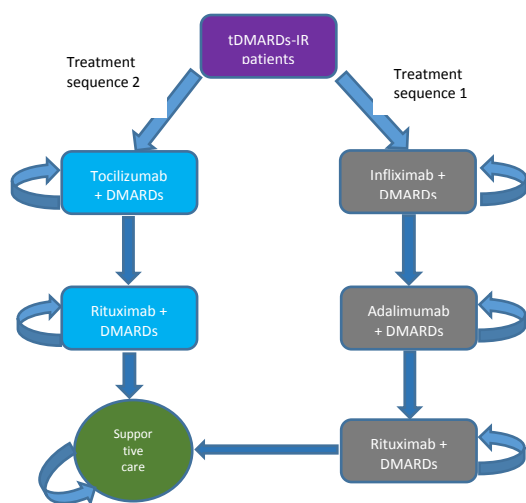 tDMARDs-IR
patients
Treatment
sequence 2
Treatment
sequence 1
Tocilizumab
+ DMARDs
Infliximab +
DMARDs
Rituximab +
DMARDs
Adalimumab
+ DMARDs
Suppor
tive
care
Rituximab +
DMARDs